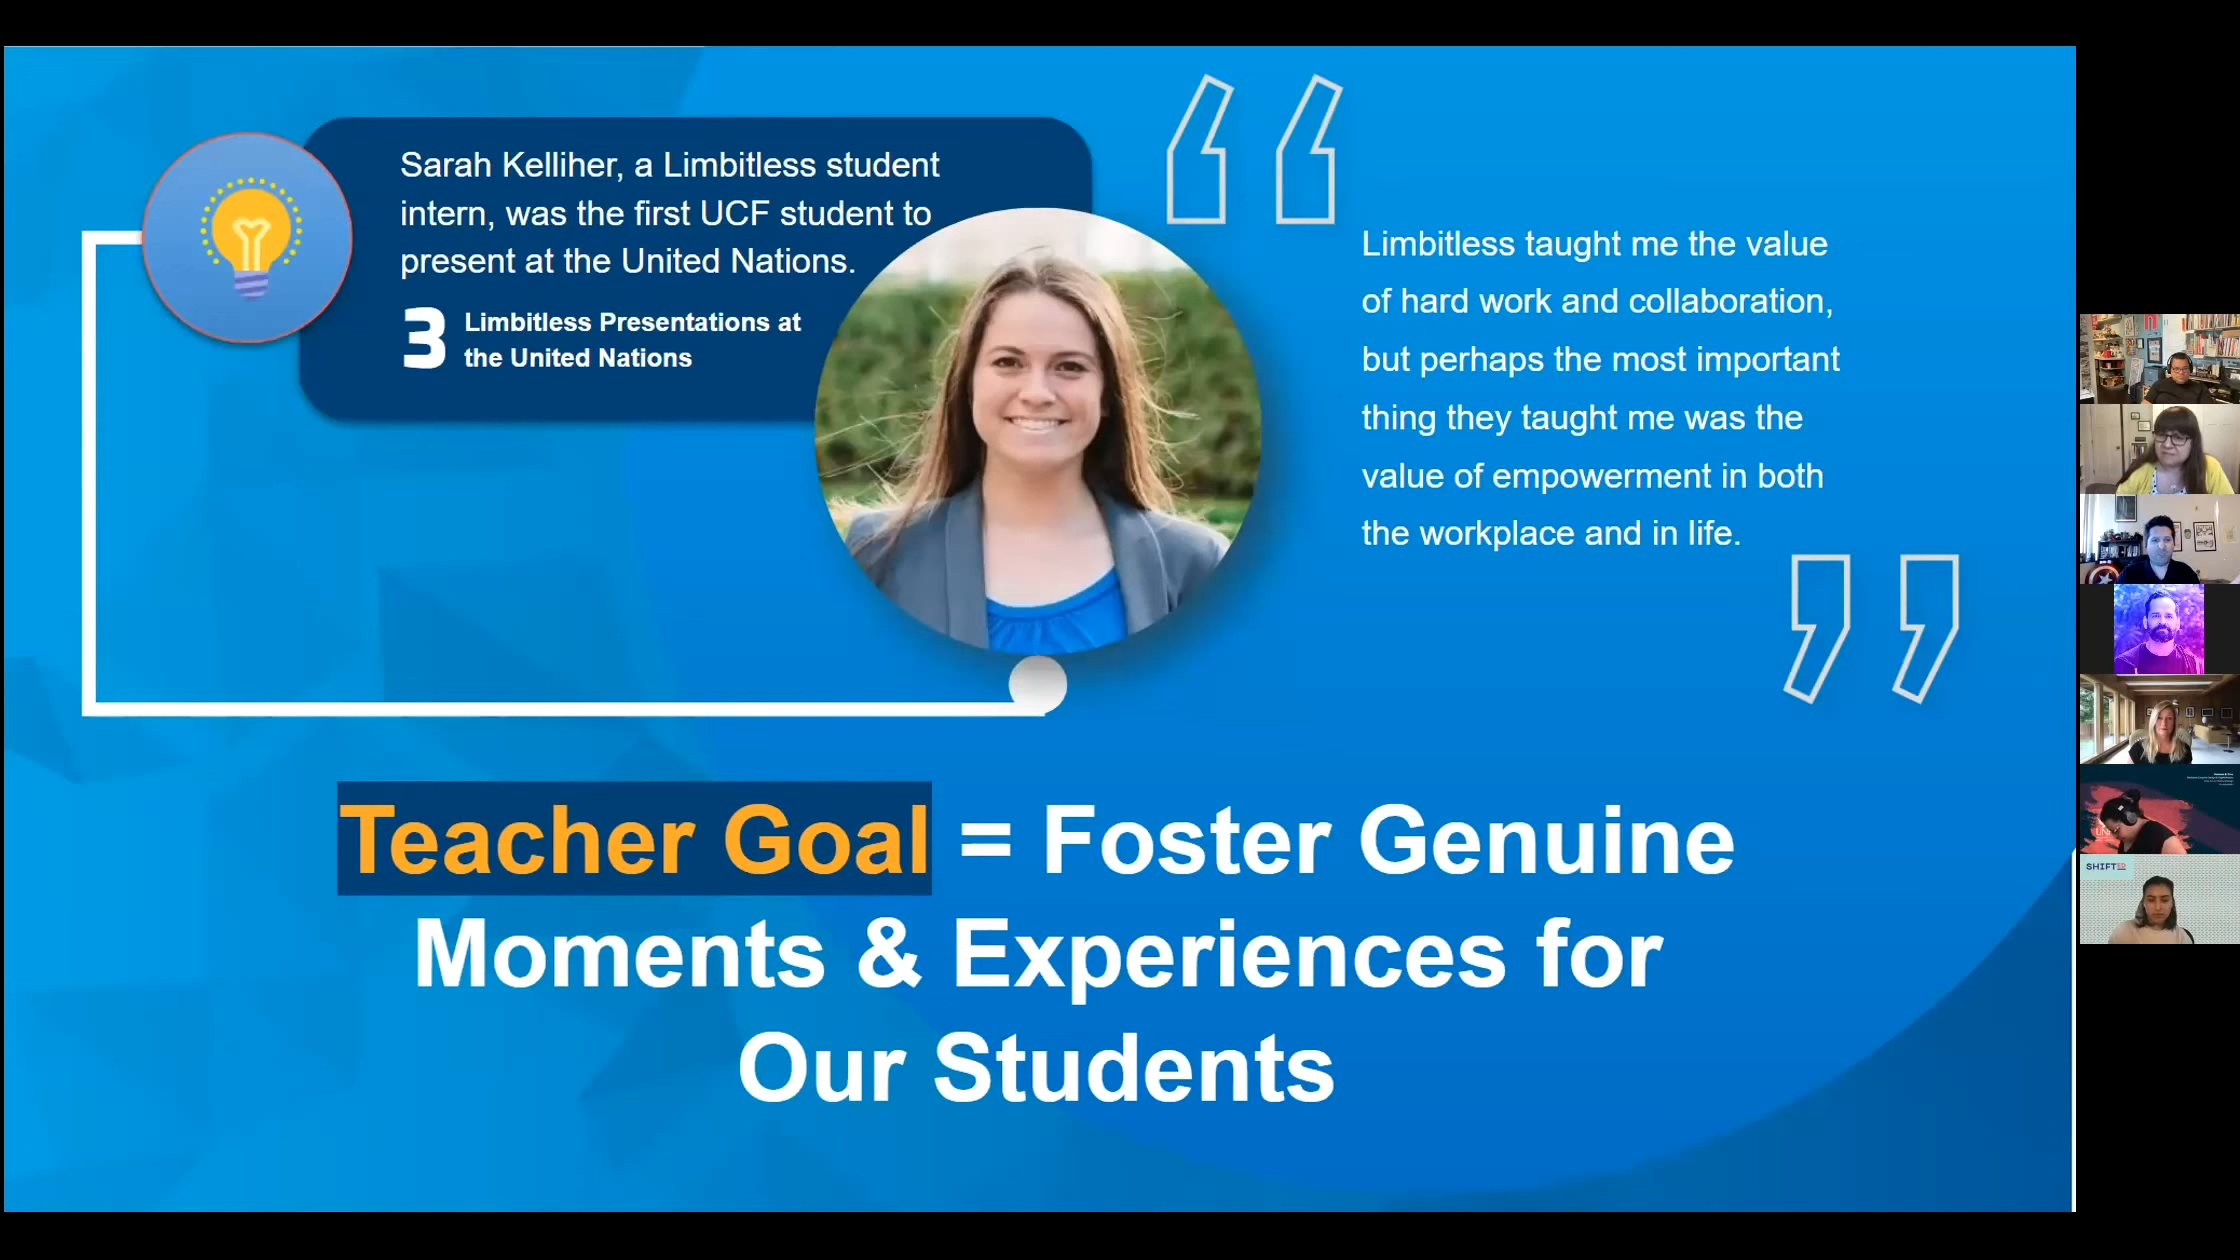 Sarah Kelliher, a Limbitless student
intern, was the first UCF student to
present at the United Nations.
3 Limbitless Presentations at
the United Nations
Limbitless taught me the value
of hard work and collaboration,
but perhaps the most important
thing they taught me was the
value of empowerment in both
the workplace and in life.
Teacher Goal = Foster Genuine
Moments & Experiences for
Our Students
SHIFTED